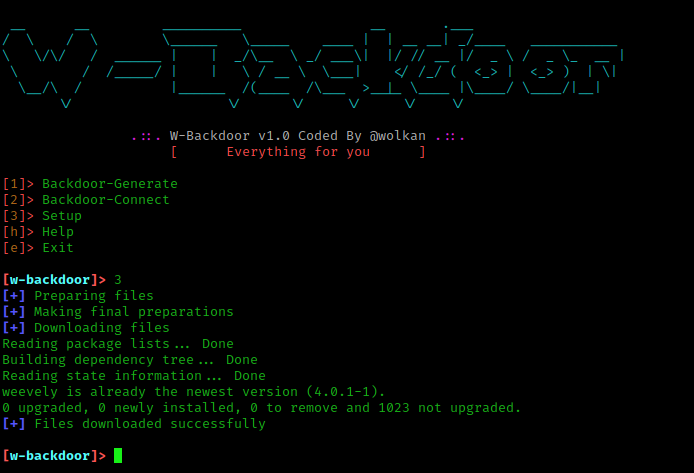 W-Backdoor
.::. W-Backdoor v1.0 Coded By @wolkan .::.
[ Everything for you ]
[1]> Backdoor-Generate
[2]> Backdoor-Connect
[3]> Setup
[h]> Help
[e]> Exit
[w-backdoor]> 3
[+] Preparing files
[+] Making final preparations
[+] Downloading files
Reading package lists... Done
Building dependency tree... Done
Reading state information... Done
weevely is already the newest version (4.0.1-1).
0 upgraded, 0 newly installed, 0 to remove and 1023 not upgraded.
[+] Files downloaded successfully
[w-backdoor]>